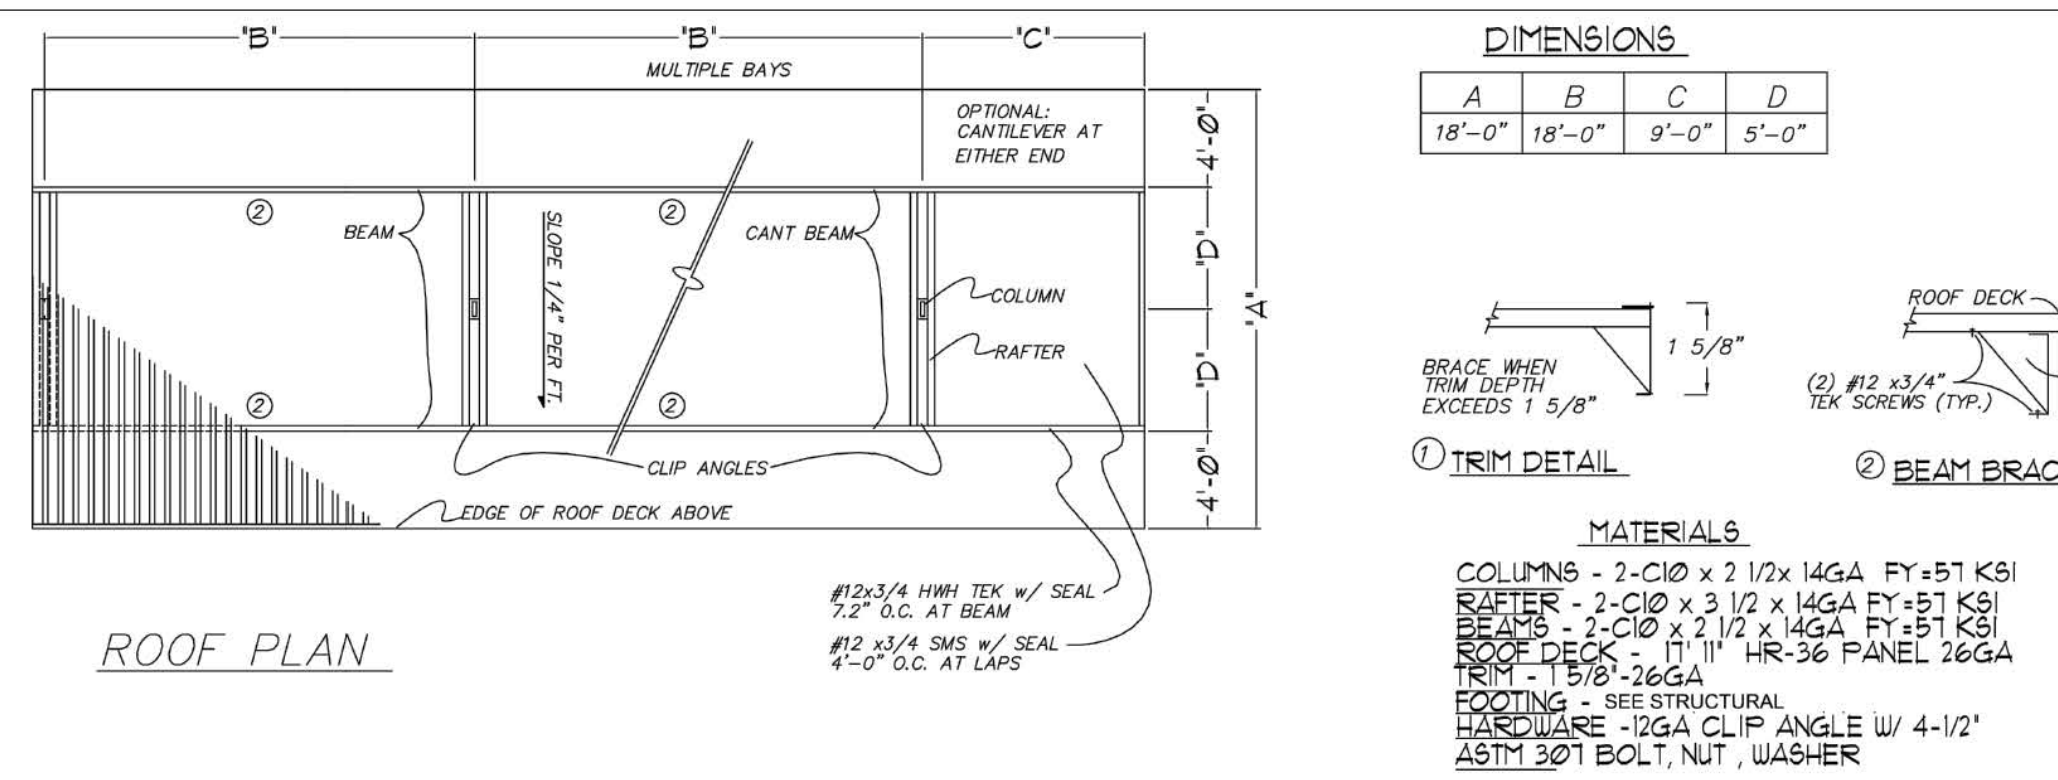 "B"
"B"
"C"
MULTIPLE BAYS
OPTIONAL:
CANTILEVER AT
EITHER END
4'-0"
2
2
BEAM
CANT BEAM
SLOPE 1/4" PER FT.
"D"
"A"
COLUMN
RAFTER
"D"
2
2
CLIP ANGLES
4'-0"
EDGE OF ROOF DECK ABOVE
#12x3/4 HWH TEK w/ SEAL
7.2" O.C. AT BEAM
#12 x3/4 SMS w/ SEAL
4'-0" O.C. AT LAPS
ROOF PLAN
DIMENSIONS
A B C D
18'-0" 18'-0" 9'-0" 5'-0"
1 5/8"
BRACE WHEN
TRIM DEPTH
EXCEEDS 1 5/8"
1 TRIM DETAIL
ROOF DECK
(2) #12 x3/4"
TEK SCREWS (TYP.)
2 BEAM BRAC
MATERIALS
COLUMNS - 2-C10 x 2 1/2x 14GA FY=57 KSI
RAFTER - 2-C10 x 3 1/2 x 14GA FY=57 KSI
BEAMS - 2-C10 x 2 1/2 x 14GA FY=57 KSI
ROOF DECK - 17' 11" HR-36 PANEL 26GA
TRIM - 1 5/8"-26GA
FOOTING - SEE STRUCTURAL
HARDWARE -12GA CLIP ANGLE W/ 4-1/2"
ASTM 307 BOLT, NUT , WASHER